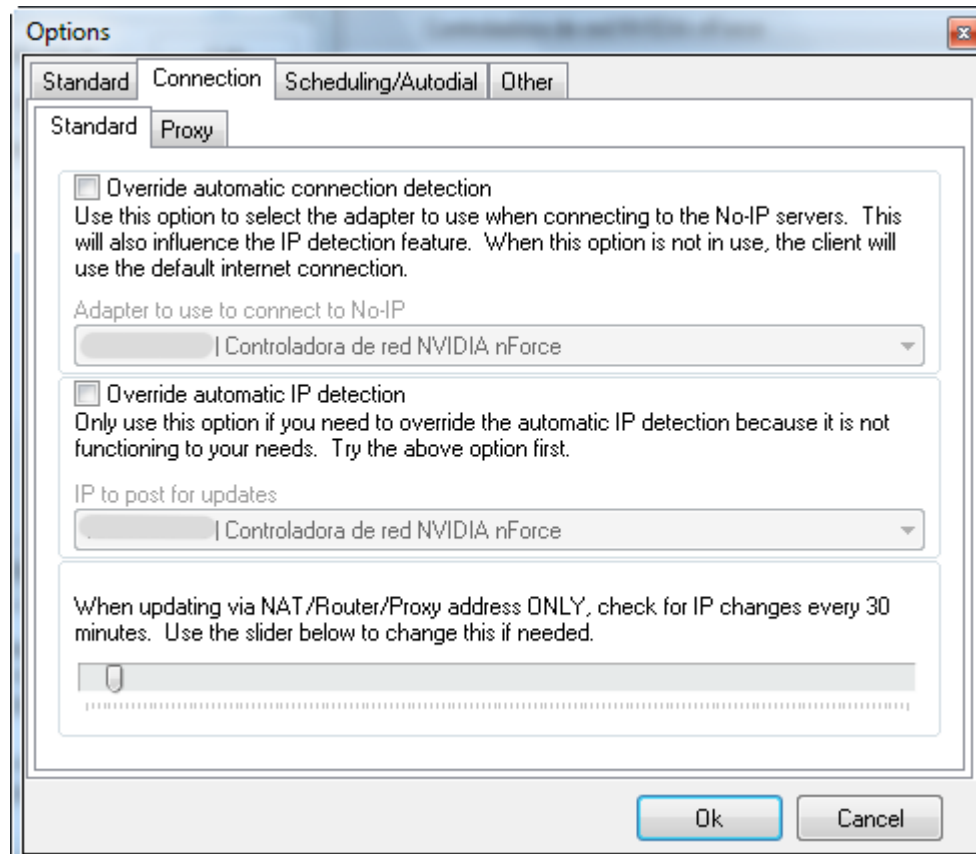 Options
Standard Connection Scheduling/Autodial Other
Standard Proxy
Override automatic connection detection
Use this option to select the adapter to use when connecting to the No-IP servers. This
will also influence the IP detection feature. When this option is not in use, the client will
use the default internet connection.
Adapter to use to connect to No-IP
| Controladora de red NVIDIA nForce
Override automatic IP detection
Only use this option if you need to override the automatic IP detection because it is not
functioning to your needs. Try the above option first.
IP to post for updates
| Controladora de red NVIDIA nForce
When updating via NAT/Router/Proxy address ONLY, check for IP changes every 30
minutes. Use the slider below to change this if needed.
Ok Cancel